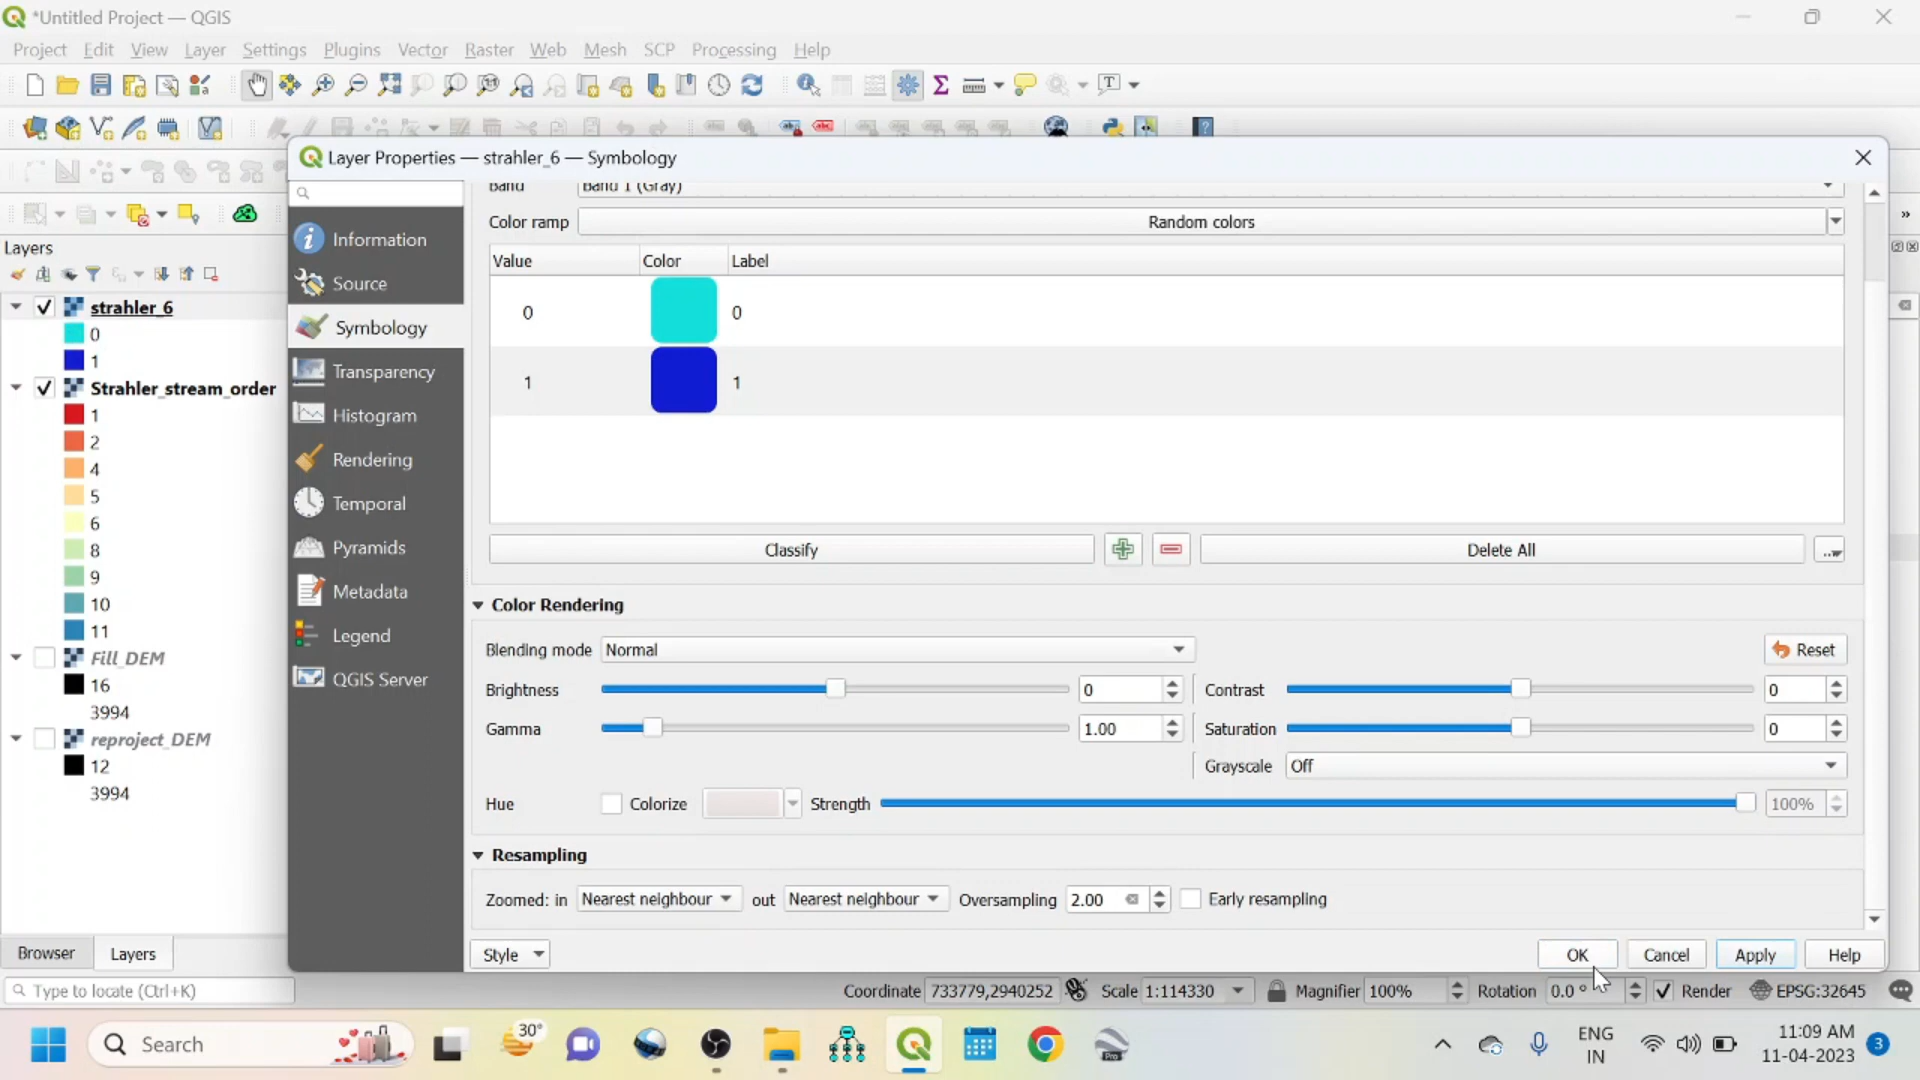 *Untitled Project — QGIS
Project Edit View Layer Settings Plugins Vector Raster Web Mesh SCP Processing Help
Layer Properties — strahler_6 — Symbology
Layers
strahler_6
0
1
Strahler_stream_order
1
2
4
5
6
8
9
10
11
Fill_DEM
16
3994
reproject_DEM
12
3994
Browser Layers
Information
Source
Symbology
Transparency
Histogram
Rendering
Temporal
Pyramids
Metadata
Legend
QGIS Server
Band Band 1 (Gray)
Color ramp Random colors
Value Color Label
0 0
1 1
Classify Delete All ...
Color Rendering
Blending mode Normal Reset
Brightness 0 Contrast 0
Gamma 1.00 Saturation 0
Grayscale Off
Hue Colorize Strength 100%
Resampling
Zoomed: in Nearest neighbour out Nearest neighbour Oversampling 2.00 Early resampling
Style OK Cancel Apply Help
Type to locate (Ctrl+K) Coordinate 733779,2940252 Scale 1:114330 Magnifier 100% Rotation 0.0 ° Render EPSG:32645
Search 30° Pro ENG IN 11:09 AM 11-04-2023 3